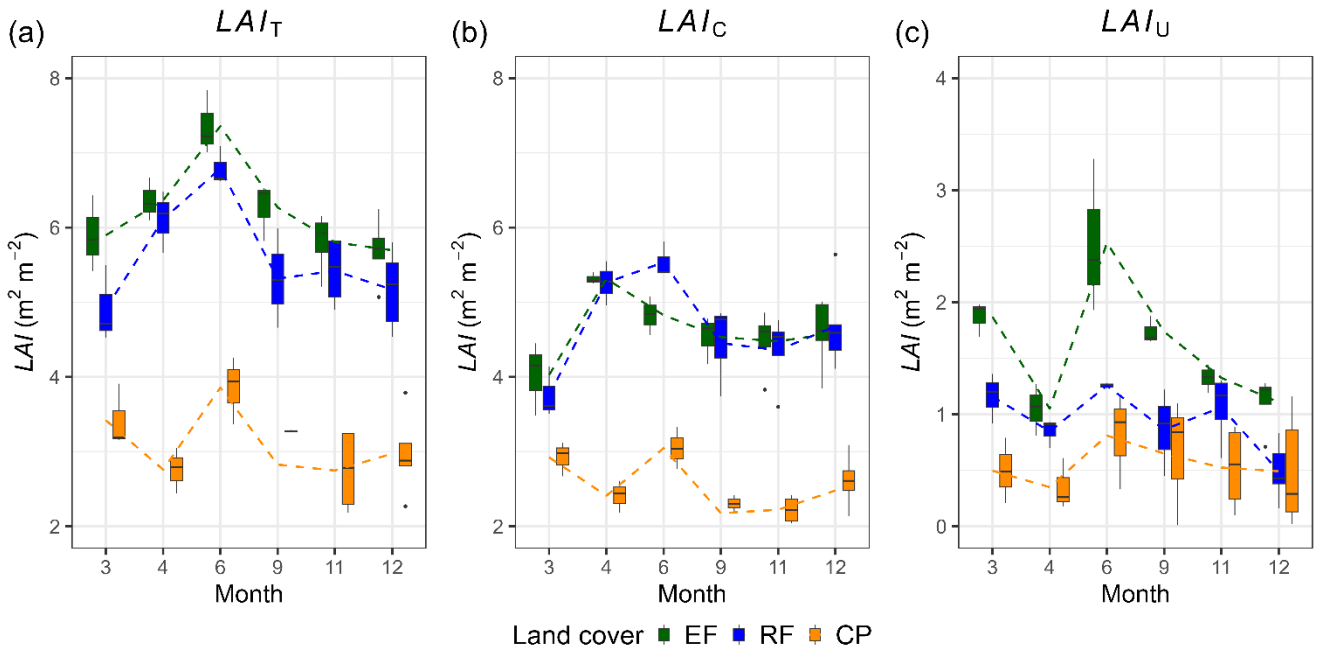 (a) LAI_T
LAI (m² m⁻²)
8
6
4
2
3 4 6 9 11 12
Month
(b) LAI_C
LAI (m² m⁻²)
8
6
4
2
3 4 6 9 11 12
Month
(c) LAI_U
LAI (m² m⁻²)
4
3
2
1
0
3 4 6 9 11 12
Month
Land cover EF RF CP